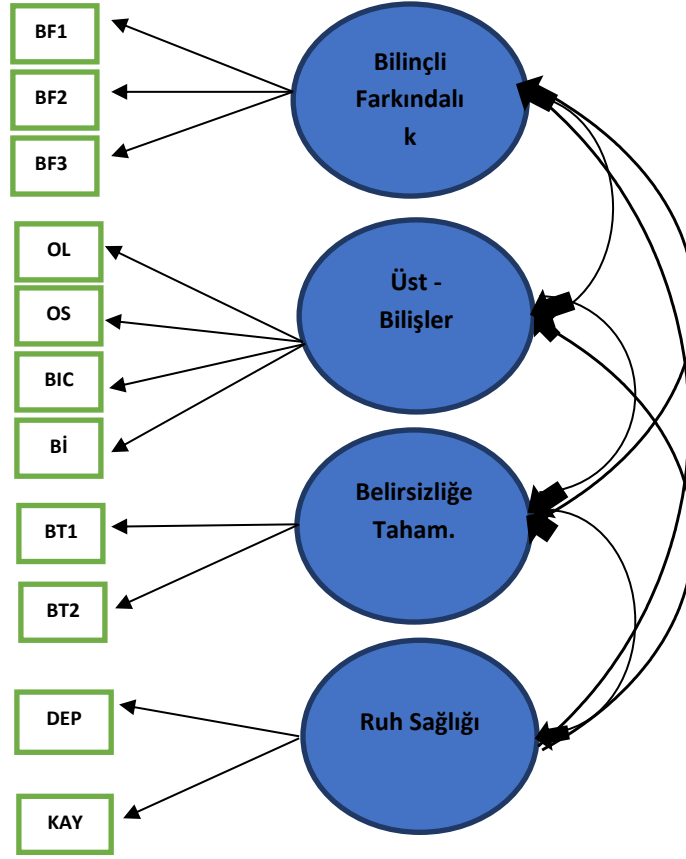 BF1
BF2
BF3
Bilinçli
Farkındalı
k
OL
OS
BIC
Bİ
Üst -
Bilişler
BT1
BT2
Belirsizliğe
Taham.
DEP
KAY
Ruh Sağlığı